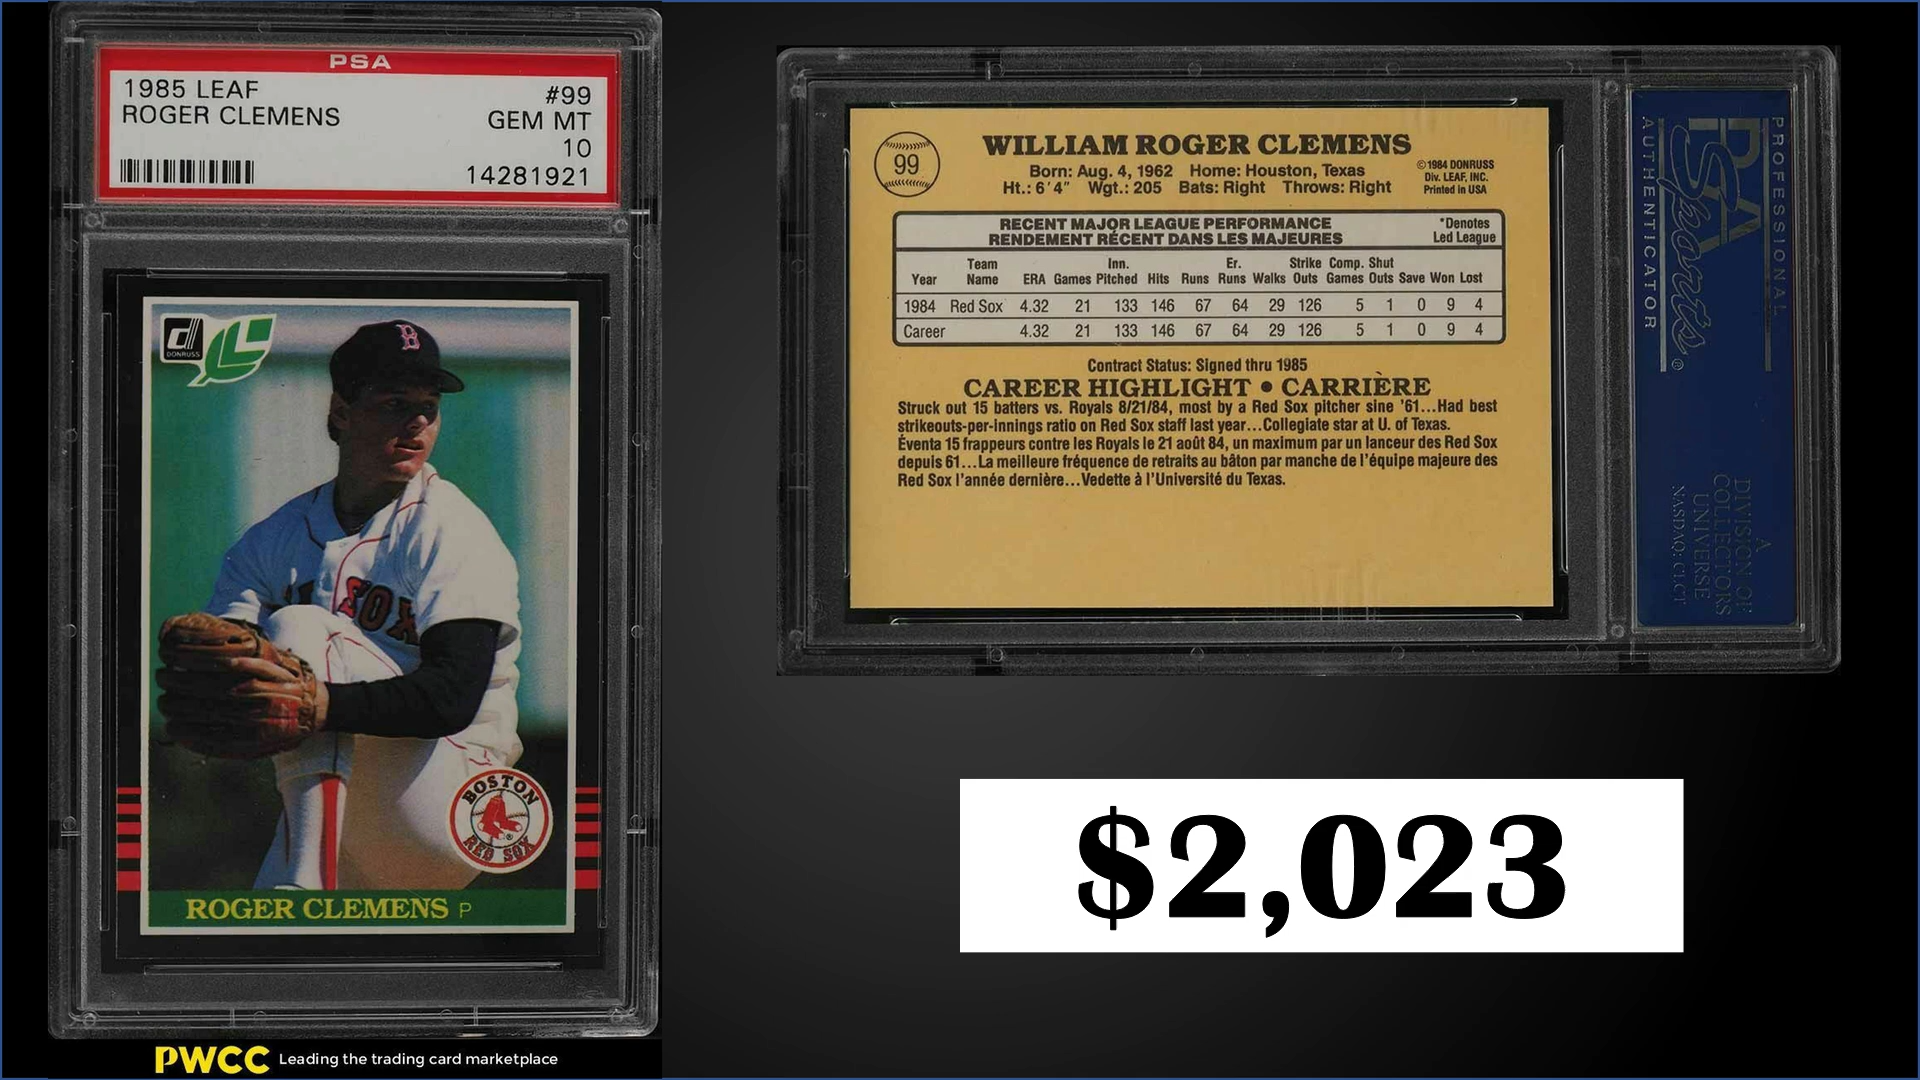 PSA
1985 LEAF #99
ROGER CLEMENS GEM MT
10
14281921
d
DONRUSS
L
B
SOX
BOSTON
RED SOX
®
ROGER CLEMENS P
PWCC Leading the trading card marketplace
99
WILLIAM ROGER CLEMENS
Born: Aug. 4, 1962 Home: Houston, Texas
Ht.: 6'4" Wgt.: 205 Bats: Right Throws: Right
©1984 DONRUSS
Div. LEAF, INC.
Printed in USA
RECENT MAJOR LEAGUE PERFORMANCE
RENDEMENT RÉCENT DANS LES MAJEURES
*Denotes
Led League
Year Team Name ERA Games Inn. Pitched Hits Runs Er. Runs Walks Strike Outs Comp. Games Shut Outs Save Won Lost
1984 Red Sox 4.32 21 133 146 67 64 29 126 5 1 0 9 4
Career 4.32 21 133 146 67 64 29 126 5 1 0 9 4
Contract Status: Signed thru 1985
CAREER HIGHLIGHT • CARRIÈRE
Struck out 15 batters vs. Royals 8/21/84, most by a Red Sox pitcher sine '61...Had best
strikeouts-per-innings ratio on Red Sox staff last year...Collegiate star at U. of Texas.
Éventa 15 frappeurs contre les Royals le 21 août 84, un maximum par un lanceur des Red Sox
depuis 61...La meilleure fréquence de retraits au bâton par manche de l'équipe majeure des
Red Sox l'année dernière...Vedette à l'Université du Texas.
PROFESSIONAL
PSA
Sports
®
AUTHENTICATOR
A
DIVISION OF
COLLECTORS
UNIVERSE
NASDAQ: CLCT
$2,023